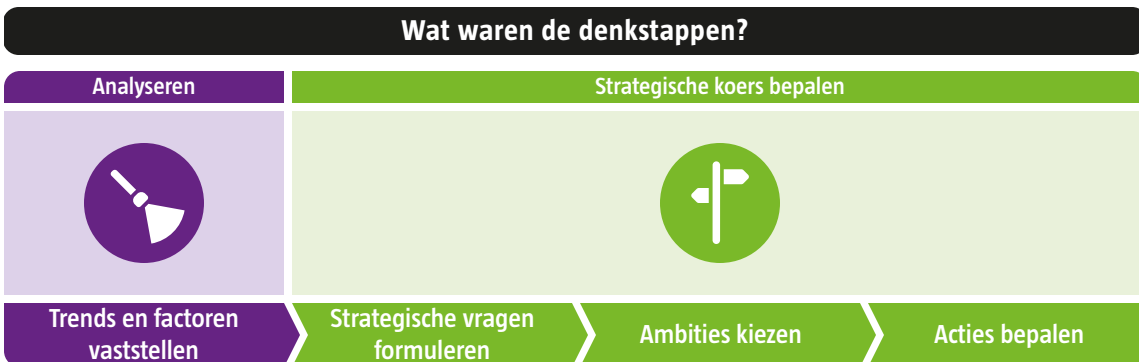 Wat waren de denkstappen?
Analyseren
Strategische koers bepalen
Trends en factoren
vaststellen
Strategische vragen
formuleren
Ambities kiezen
Acties bepalen